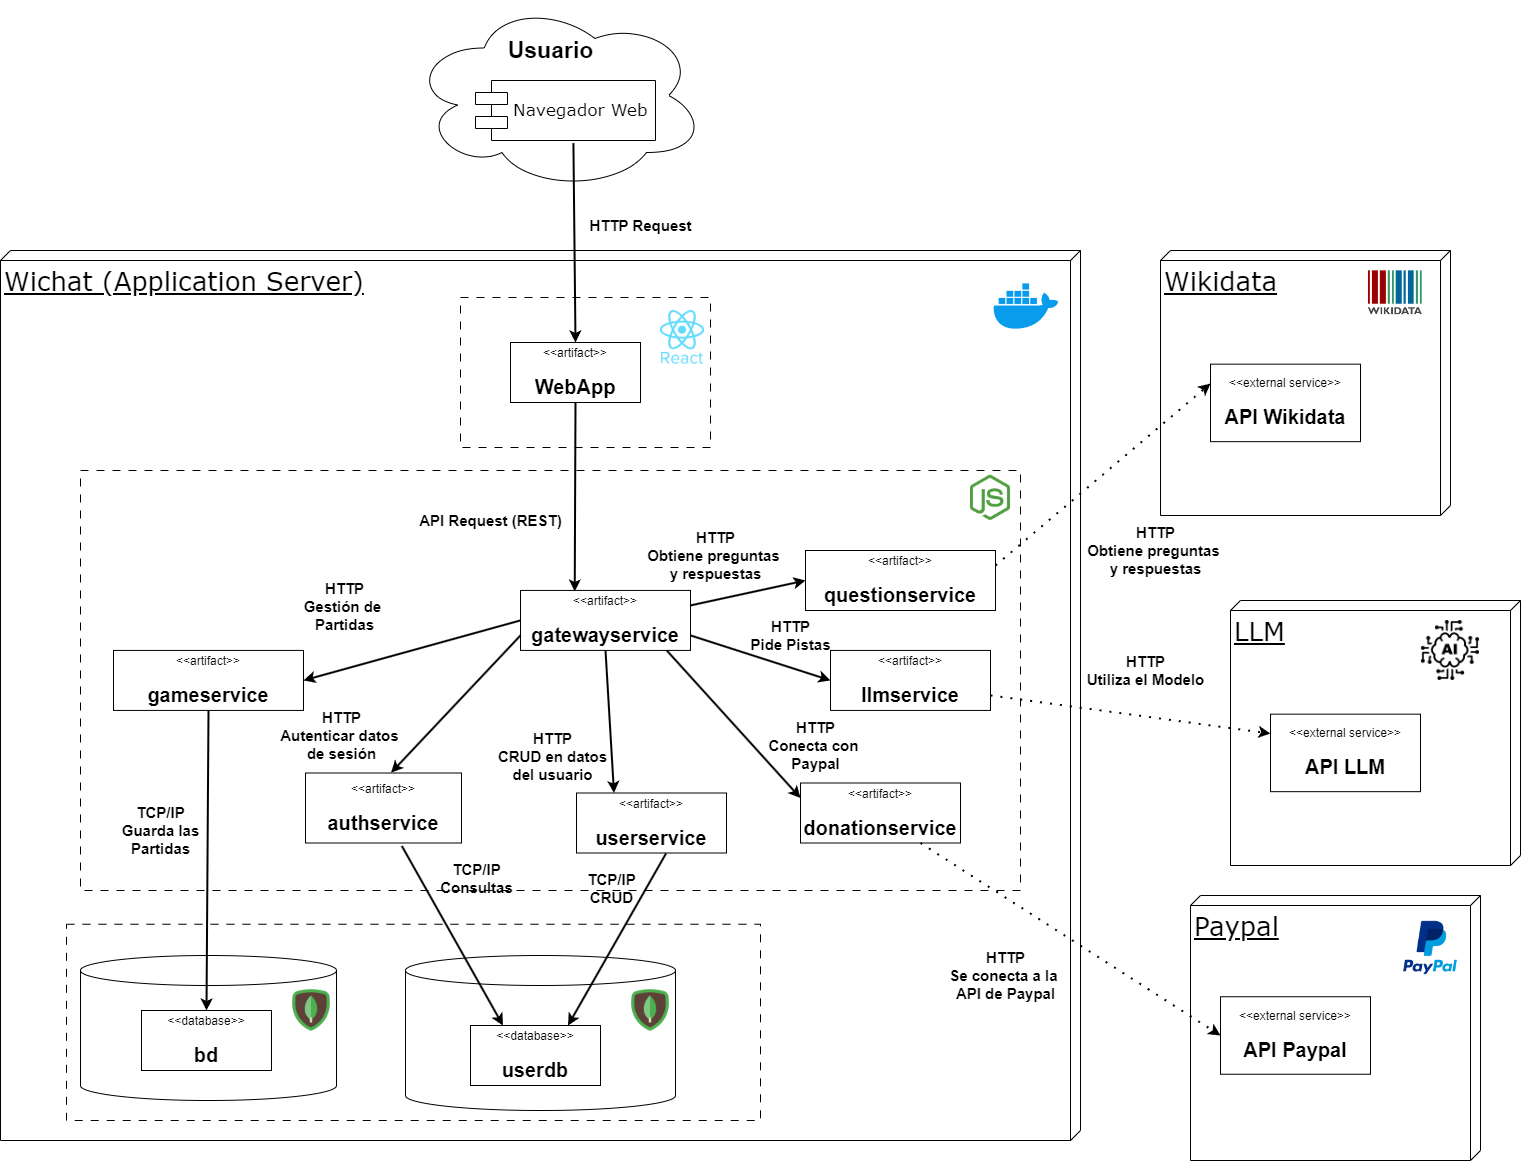 Usuario
Navegador Web
HTTP Request
Wichat (Application Server)
React
<<artifact>>
WebApp
Wikidata
WIKIDATA
<<external service>>
API Wikidata
JS
API Request (REST)
HTTP
Obtiene preguntas
y respuestas
<<artifact>>
questionservice
HTTP
Obtiene preguntas
y respuestas
<<artifact>>
gatewayservice
HTTP
Gestión de
Partidas
HTTP
Pide Pistas
<<artifact>>
gameservice
<<artifact>>
llmservice
HTTP
Utiliza el Modelo
LLM
AI
<<external service>>
API LLM
HTTP
Autenticar datos
de sesión
HTTP
CRUD en datos
del usuario
HTTP
Conecta con
Paypal
<<artifact>>
authservice
<<artifact>>
userservice
<<artifact>>
donationservice
TCP/IP
Guarda las
Partidas
TCP/IP
Consultas
TCP/IP
CRUD
HTTP
Se conecta a la
API de Paypal
Paypal
PayPal
<<external service>>
API Paypal
<<database>>
bd
<<database>>
userdb